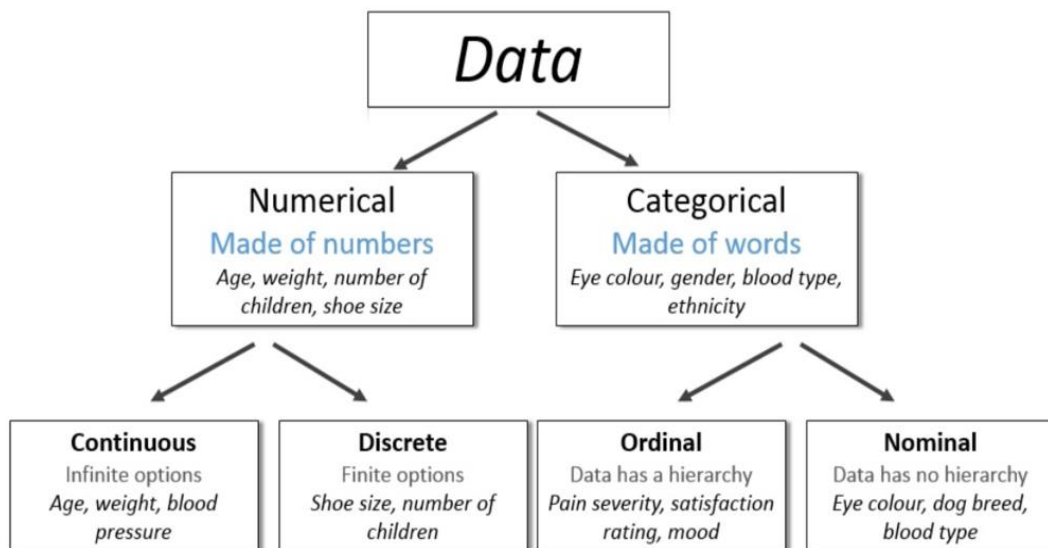 Data
Numerical
Made of numbers
Age, weight, number of
children, shoe size
Categorical
Made of words
Eye colour, gender, blood type,
ethnicity
Continuous
Infinite options
Age, weight, blood
pressure
Discrete
Finite options
Shoe size, number of
children
Ordinal
Data has a hierarchy
Pain severity, satisfaction
rating, mood
Nominal
Data has no hierarchy
Eye colour, dog breed,
blood type